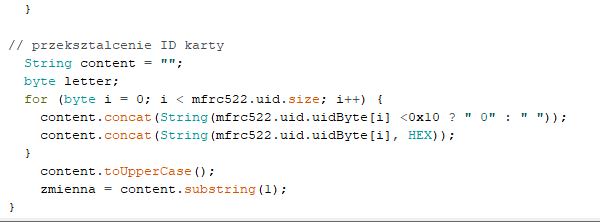 }
// przeksztalcenie ID karty
String content = "";
byte letter;
for (byte i = 0; i < mfrc522.uid.size; i++) {
content.concat(String(mfrc522.uid.uidByte[i] <0x10 ? " 0" : " "));
content.concat(String(mfrc522.uid.uidByte[i], HEX));
}
content.toUpperCase();
zmienna = content.substring(1);
}